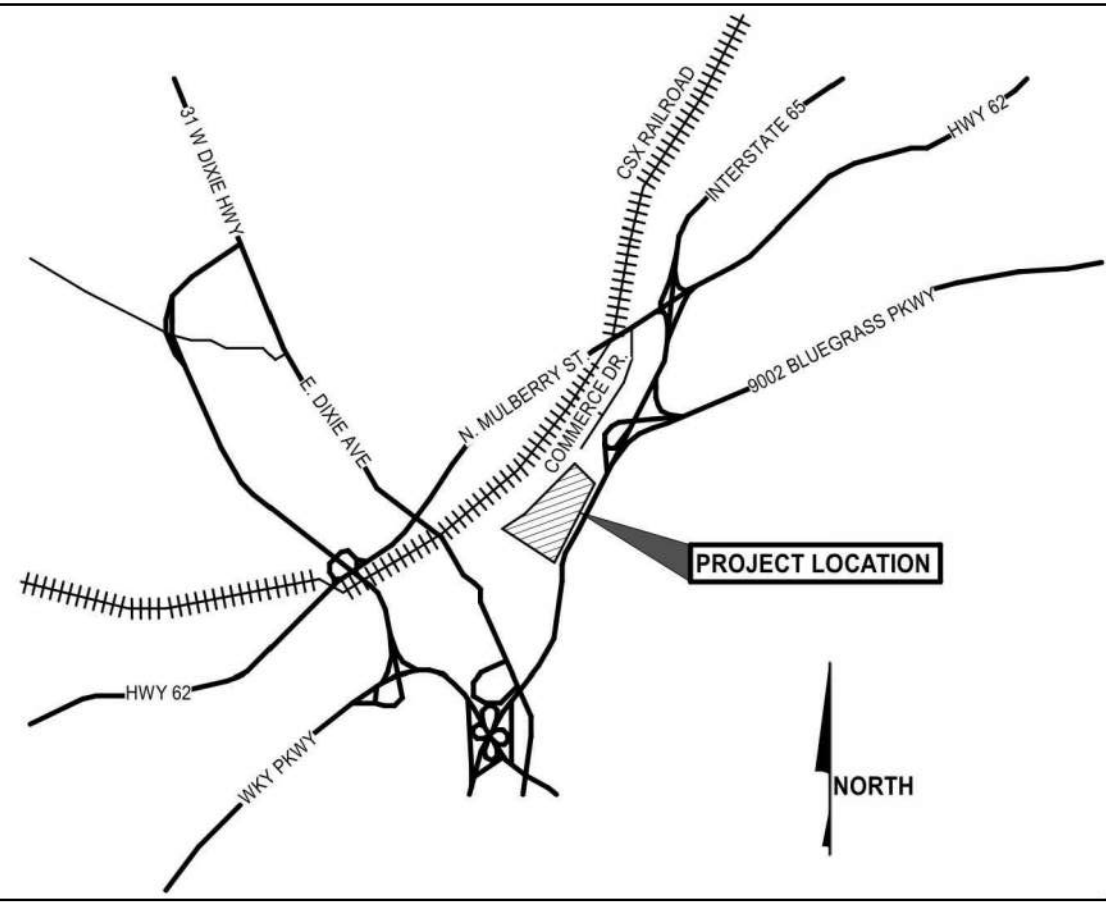 CSX RAILROAD
31 W DIXIE HWY
INTERSTATE 65
HWY 62
9002 BLUEGRASS PKWY
N. MULBERRY ST.
COMMERCE DR.
E. DIXIE AVE
PROJECT LOCATION
HWY 62
WKY PKWY
NORTH